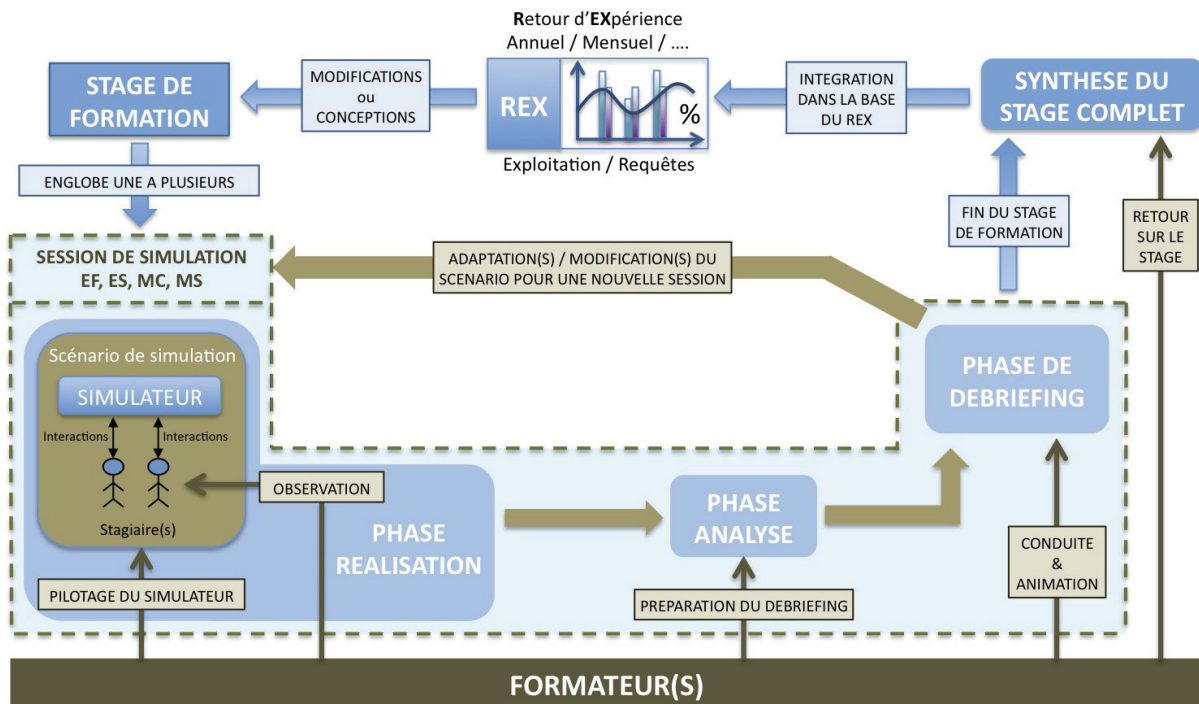 Retour d'EXpérience
Annuel / Mensuel / ....
STAGE DE
FORMATION
MODIFICATIONS
ou
CONCEPTIONS
REX
%
Exploitation / Requêtes
INTEGRATION
DANS LA BASE
DU REX
SYNTHESE DU
STAGE COMPLET
ENGLOBE UNE A PLUSIEURS
FIN DU STAGE
DE FORMATION
RETOUR
SUR LE
STAGE
SESSION DE SIMULATION
EF, ES, MC, MS
ADAPTATION(S) / MODIFICATION(S) DU
SCENARIO POUR UNE NOUVELLE SESSION
Scénario de simulation
SIMULATEUR
Interactions
Interactions
Stagiaire(s)
OBSERVATION
PHASE
REALISATION
PHASE
ANALYSE
PHASE DE
DEBRIEFING
PILOTAGE DU SIMULATEUR
PREPARATION DU DEBRIEFING
CONDUITE
&
ANIMATION
FORMATEUR(S)